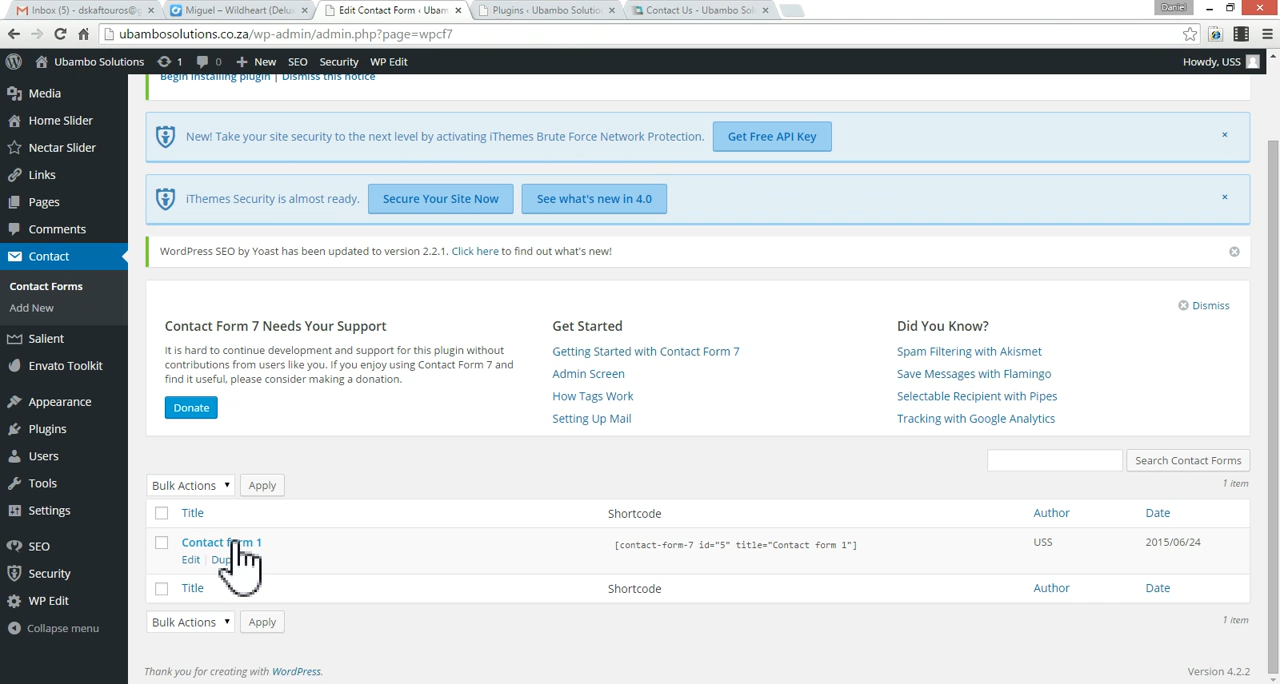 Inbox (5) - dskaftouros@g
Miguel – Wildheart (Delu
Edit Contact Form ‹ Ubam
Plugins ‹ Ubambo Solution
Contact Us - Ubambo Sol
Daniel
ubambosolutions.co.za/wp-admin/admin.php?page=wpcf7
Ubambo Solutions 1 0 New SEO Security WP Edit Howdy, USS
Begin installing plugin | Dismiss this notice
Media
Home Slider
Nectar Slider
Links
Pages
Comments
Contact
Contact Forms
Add New
Salient
Envato Toolkit
Appearance
Plugins
Users
Tools
Settings
SEO
Security
WP Edit
Collapse menu
New! Take your site security to the next level by activating iThemes Brute Force Network Protection. Get Free API Key
iThemes Security is almost ready. Secure Your Site Now See what's new in 4.0
WordPress SEO by Yoast has been updated to version 2.2.1. Click here to find out what's new!
Dismiss
Contact Form 7 Needs Your Support
It is hard to continue development and support for this plugin without
contributions from users like you. If you enjoy using Contact Form 7 and
find it useful, please consider making a donation.
Donate
Get Started
Getting Started with Contact Form 7
Admin Screen
How Tags Work
Setting Up Mail
Did You Know?
Spam Filtering with Akismet
Save Messages with Flamingo
Selectable Recipient with Pipes
Tracking with Google Analytics
Search Contact Forms
Bulk Actions Apply 1 item
Title Shortcode Author Date
Contact form 1 [contact-form-7 id="5" title="Contact form 1"] USS 2015/06/24
Edit | Dup
Title Shortcode Author Date
Bulk Actions Apply 1 item
Thank you for creating with WordPress. Version 4.2.2